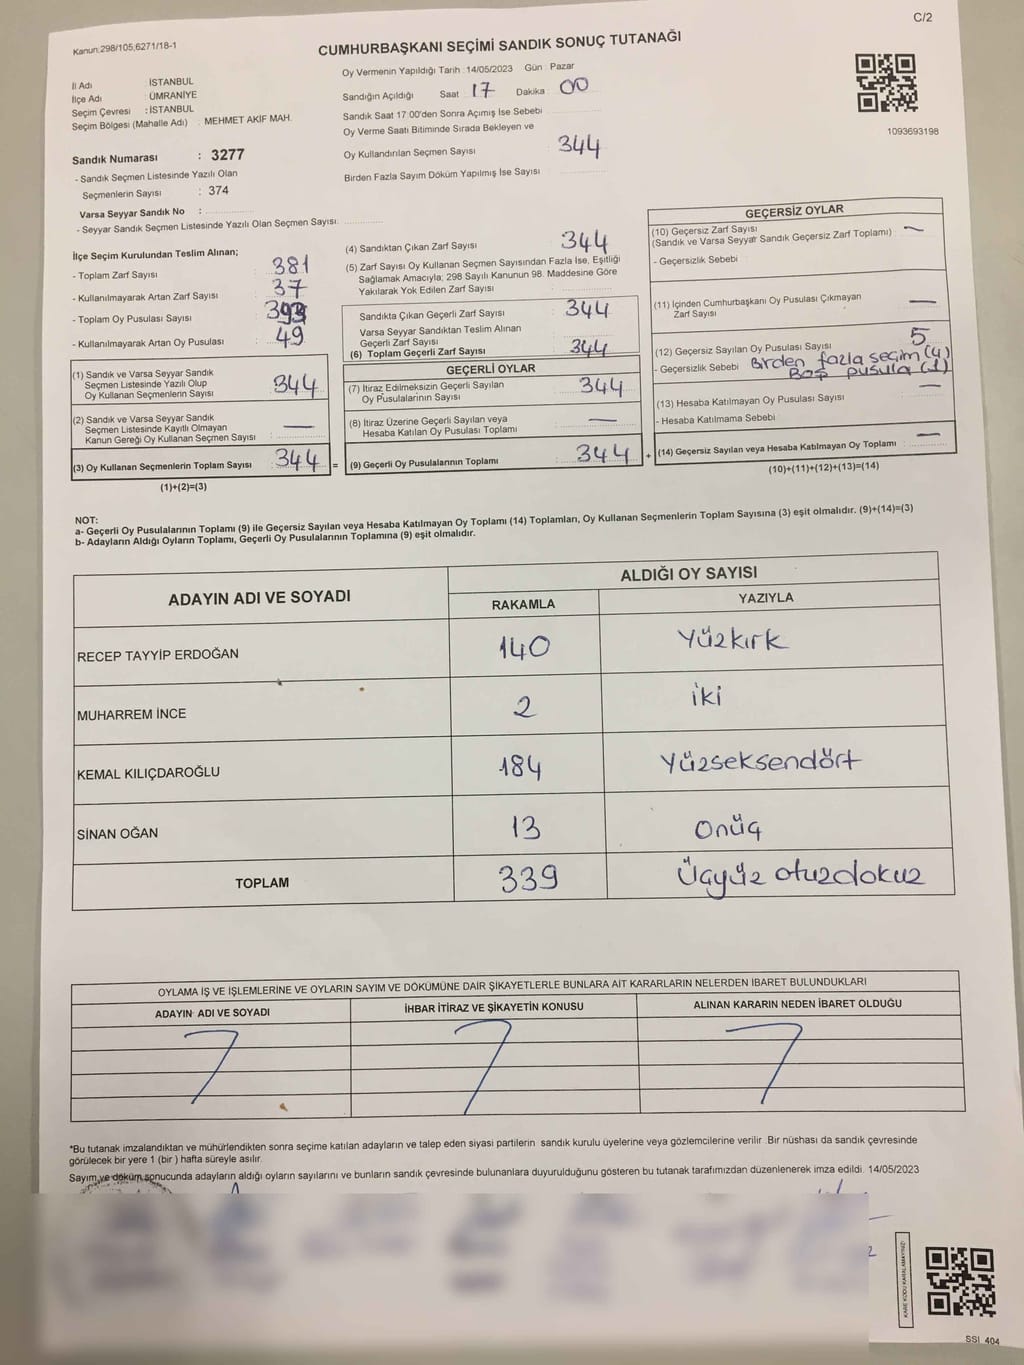 C/2
Kanun:298/105;6271/18-1
CUMHURBAŞKANI SEÇİMİ SANDIK SONUÇ TUTANAĞI
İl Adı : İSTANBUL
İlçe Adı : ÜMRANİYE
Seçim Çevresi : İSTANBUL
Seçim Bölgesi (Mahalle Adı) : MEHMET AKİF MAH.
Oy Vermenin Yapıldığı Tarih : 14/05/2023 Gün : Pazar
Sandığın Açıldığı Saat : 17 Dakika : 00
Sandık Saat 17:00'den Sonra Açımış İse Sebebi
Oy Verme Saati Bitiminde Sırada Bekleyen ve
Oy Kullandırılan Seçmen Sayısı : 344
Birden Fazla Sayım Döküm Yapılmış İse Sayısı
1093693198
Sandık Numarası : 3277
- Sandık Seçmen Listesinde Yazılı Olan
Seçmenlerin Sayısı : 374
Varsa Seyyar Sandık No :
- Seyyar Sandık Seçmen Listesinde Yazılı Olan Seçmen Sayısı:
İlçe Seçim Kurulundan Teslim Alınan;
- Toplam Zarf Sayısı : 381
- Kullanılmayarak Artan Zarf Sayısı : 37
- Toplam Oy Pusulası Sayısı : 393
- Kullanılmayarak Artan Oy Pusulası : 49
(1) Sandık ve Varsa Seyyar Sandık
Seçmen Listesinde Yazılı Olup
Oy Kullanan Seçmenlerin Sayısı : 344
(2) Sandık ve Varsa Seyyar Sandık
Seçmen Listesinde Kayıtlı Olmayan
Kanun Gereği Oy Kullanan Seçmen Sayısı : —
(3) Oy Kullanan Seçmenlerin Toplam Sayısı : 344 =
(1)+(2)=(3)
(4) Sandıktan Çıkan Zarf Sayısı : 344
(5) Zarf Sayısı Oy Kullanan Seçmen Sayısından Fazla İse, Eşitliği
Sağlamak Amacıyla; 298 Sayılı Kanunun 98. Maddesine Göre
Yakılarak Yok Edilen Zarf Sayısı
Sandıkta Çıkan Geçerli Zarf Sayısı : 344
Varsa Seyyar Sandıktan Teslim Alınan
Geçerli Zarf Sayısı
(6) Toplam Geçerli Zarf Sayısı : 344
GEÇERLİ OYLAR
(7) İtiraz Edilmeksizin Geçerli Sayılan
Oy Pusulalarının Sayısı : 344
(8) İtiraz Üzerine Geçerli Sayılan veya
Hesaba Katılan Oy Pusulası Toplamı : —
(9) Geçerli Oy Pusulalarının Toplamı : 344 +
GEÇERSİZ OYLAR
(10) Geçersiz Zarf Sayısı : —
(Sandık ve Varsa Seyyar Sandık Geçersiz Zarf Toplamı)
- Geçersizlik Sebebi
(11) İçinden Cumhurbaşkanı Oy Pusulası Çıkmayan
Zarf Sayısı : —
(12) Geçersiz Sayılan Oy Pusulası Sayısı : 5
- Geçersizlik Sebebi : Birden fazla seçim (4)
Boş pusula (1)
(13) Hesaba Katılmayan Oy Pusulası Sayısı : —
- Hesaba Katılmama Sebebi
(14) Geçersiz Sayılan veya Hesaba Katılmayan Oy Toplamı : —
(10)+(11)+(12)+(13)=(14)
NOT:
a- Geçerli Oy Pusulalarının Toplamı (9) ile Geçersiz Sayılan veya Hesaba Katılmayan Oy Toplamı (14) Toplamları, Oy Kullanan Seçmenlerin Toplam Sayısına (3) eşit olmalıdır. (9)+(14)=(3)
b- Adayların Aldığı Oyların Toplamı, Geçerli Oy Pusulalarının Toplamına (9) eşit olmalıdır.
ADAYIN ADI VE SOYADI
ALDIĞI OY SAYISI
RAKAMLA YAZIYLA
RECEP TAYYİP ERDOĞAN 140 Yüzkırk
MUHARREM İNCE 2 iki
KEMAL KILIÇDAROĞLU 184 Yüzseksendört
SİNAN OĞAN 13 Onüç
TOPLAM 339 Üçyüz otuzdokuz
OYLAMA İŞ VE İŞLEMLERİNE VE OYLARIN SAYIM VE DÖKÜMÜNE DAİR ŞİKAYETLERLE BUNLARA AİT KARARLARIN NELERDEN İBARET BULUNDUKLARI
ADAYIN ADI VE SOYADI İHBAR İTİRAZ VE ŞİKAYETİN KONUSU ALINAN KARARIN NEDEN İBARET OLDUĞU
*Bu tutanak imzalandıktan ve mühürlendikten sonra seçime katılan adayların ve talep eden siyasi partilerin sandık kurulu üyelerine veya gözlemcilerine verilir. Bir nüshası da sandık çevresinde
görülecek bir yere 1 (bir) hafta süreyle asılır.
Sayım ve döküm sonucunda adayların aldığı oyların sayılarını ve bunların sandık çevresinde bulunanlara duyurulduğunu gösteren bu tutanak tarafımızdan düzenlenerek imza edildi. 14/05/2023
KARE KODU KARALAMAYINIZ!
SSI_404